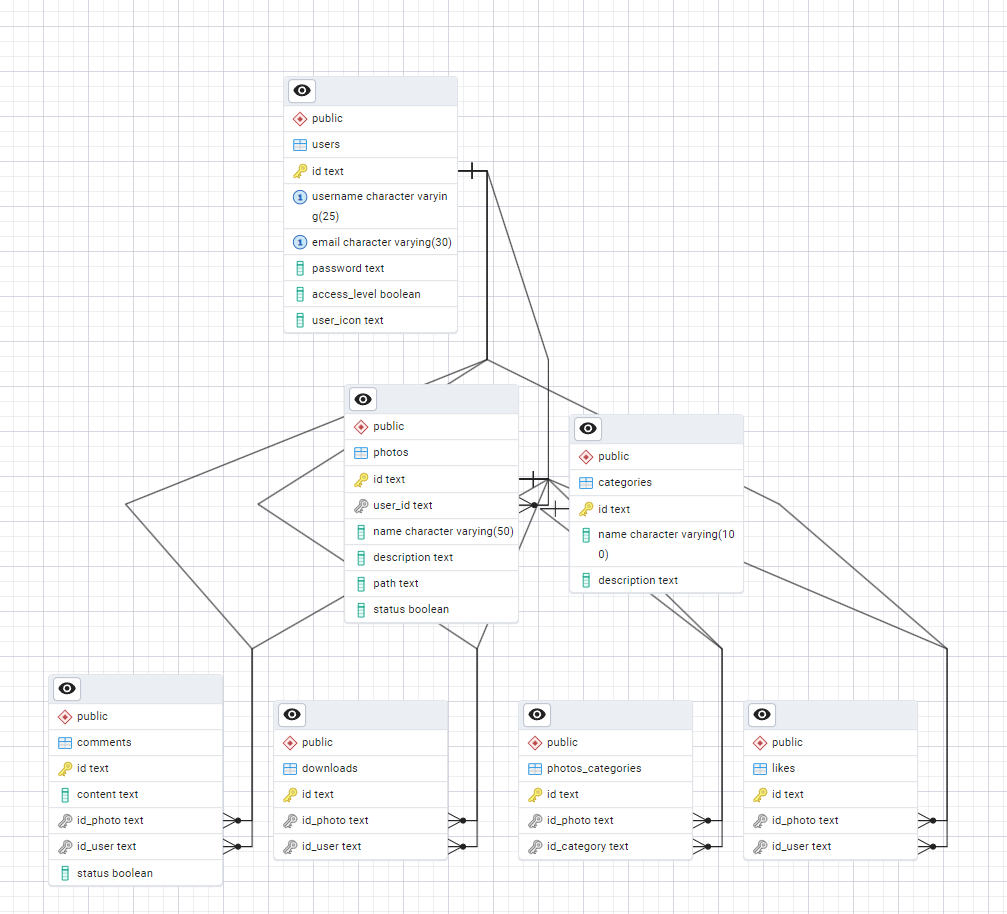 public
users
id text
username character varyin
g(25)
email character varying(30)
password text
access_level boolean
user_icon text
public
photos
id text
user_id text
name character varying(50)
description text
path text
status boolean
public
categories
id text
name character varying(10
0)
description text
public
comments
id text
content text
id_photo text
id_user text
status boolean
public
downloads
id text
id_photo text
id_user text
public
photos_categories
id text
id_photo text
id_category text
public
likes
id text
id_photo text
id_user text